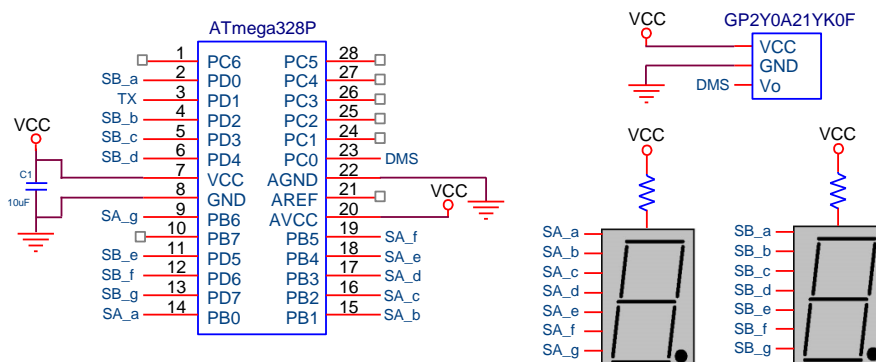 ATmega328P
1 PC6 PC5 28
SB_a 2 PD0 PC4 27
TX 3 PD1 PC3 26
SB_b 4 PD2 PC2 25
SB_c 5 PD3 PC1 24
SB_d 6 PD4 PC0 23 DMS
7 VCC AGND 22
8 GND AREF 21
SA_g 9 PB6 AVCC 20
10 PB7 PB5 19 SA_f
SB_e 11 PD5 PB4 18 SA_e
SB_f 12 PD6 PB3 17 SA_d
SB_g 13 PD7 PB2 16 SA_c
SA_a 14 PB0 PB1 15 SA_b
VCC
C1
10uF
VCC
VCC
GP2Y0A21YK0F
VCC
GND
DMS Vo
VCC
SA_a
SA_b
SA_c
SA_d
SA_e
SA_f
SA_g
VCC
SB_a
SB_b
SB_c
SB_d
SB_e
SB_f
SB_g